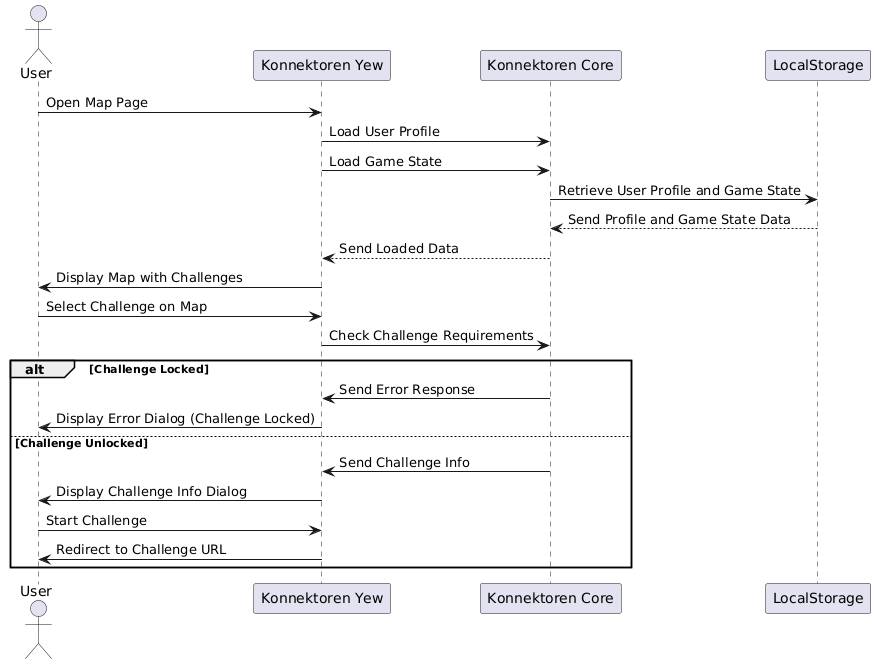 User
Konnektoren Yew
Konnektoren Core
LocalStorage
Open Map Page
Load User Profile
Load Game State
Retrieve User Profile and Game State
Send Profile and Game State Data
Send Loaded Data
Display Map with Challenges
Select Challenge on Map
Check Challenge Requirements
alt [Challenge Locked]
Send Error Response
Display Error Dialog (Challenge Locked)
[Challenge Unlocked]
Send Challenge Info
Display Challenge Info Dialog
Start Challenge
Redirect to Challenge URL
User
Konnektoren Yew
Konnektoren Core
LocalStorage